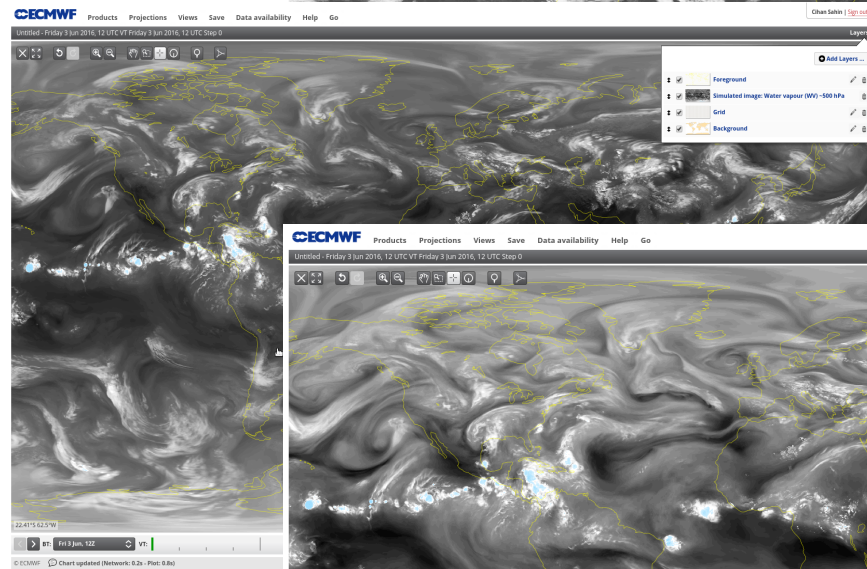 Cihan Sahin | Sign out
ECMWF Products Projections Views Save Data availability Help Go
Untitled - Friday 3 Jun 2016, 12 UTC VT Friday 3 Jun 2016, 12 UTC Step 0
Layers
Add Layers ...
Foreground
Simulated image: Water vapour (WV) ~500 hPa
Grid
Background
ECMWF Products Projections Views Save Data availability Help Go
Untitled - Friday 3 Jun 2016, 12 UTC VT Friday 3 Jun 2016, 12 UTC Step 0
22.41°S 62.5°W
BT: Fri 3 Jun, 12Z VT:
© ECMWF Chart updated (Network: 0.2s - Plot: 0.8s)